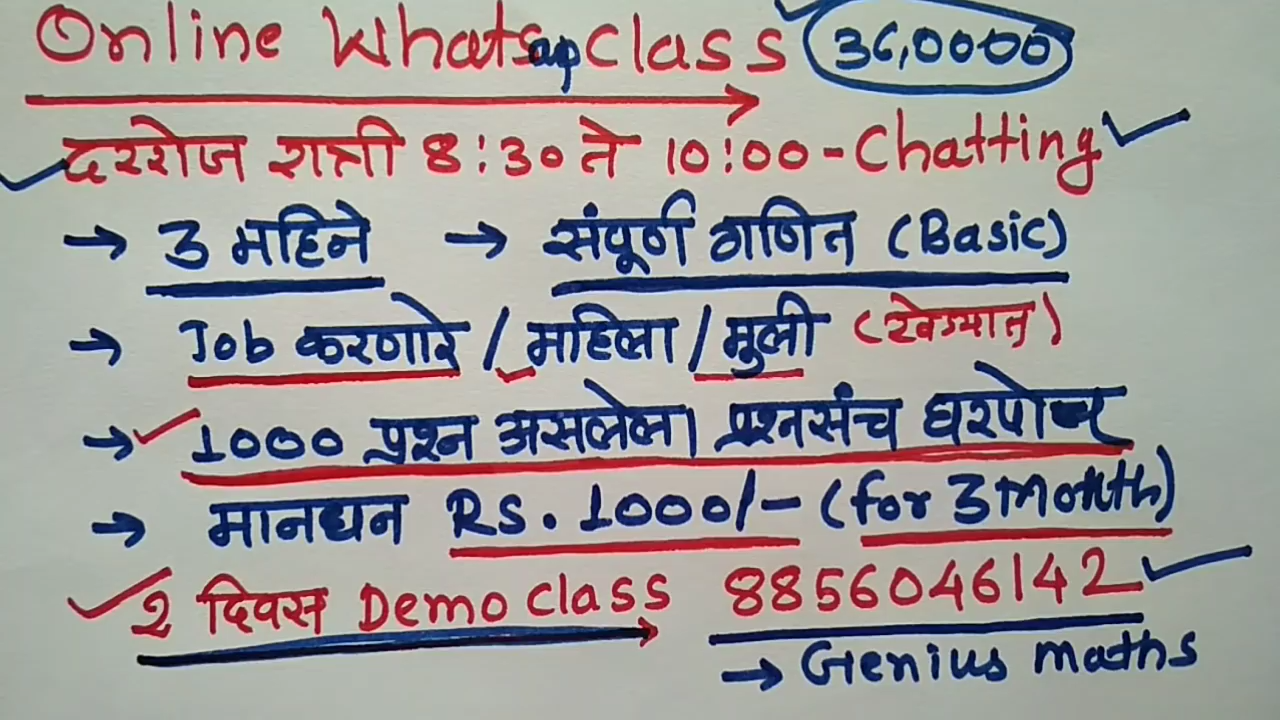 Online Whatsap Class 36,0000
दररोज रात्री 8:30 ते 10:00 - Chatting
→ 3 महिने → संपूर्ण गणित (Basic)
→ Job करणारे / महिला / मुली
→ 1000 प्रश्न असलेला प्रश्नसंच घरपोच
→ मानधन RS. 1000/- (for 3 Month)
2 दिवस Demo Class 8856046142
→ Genius maths